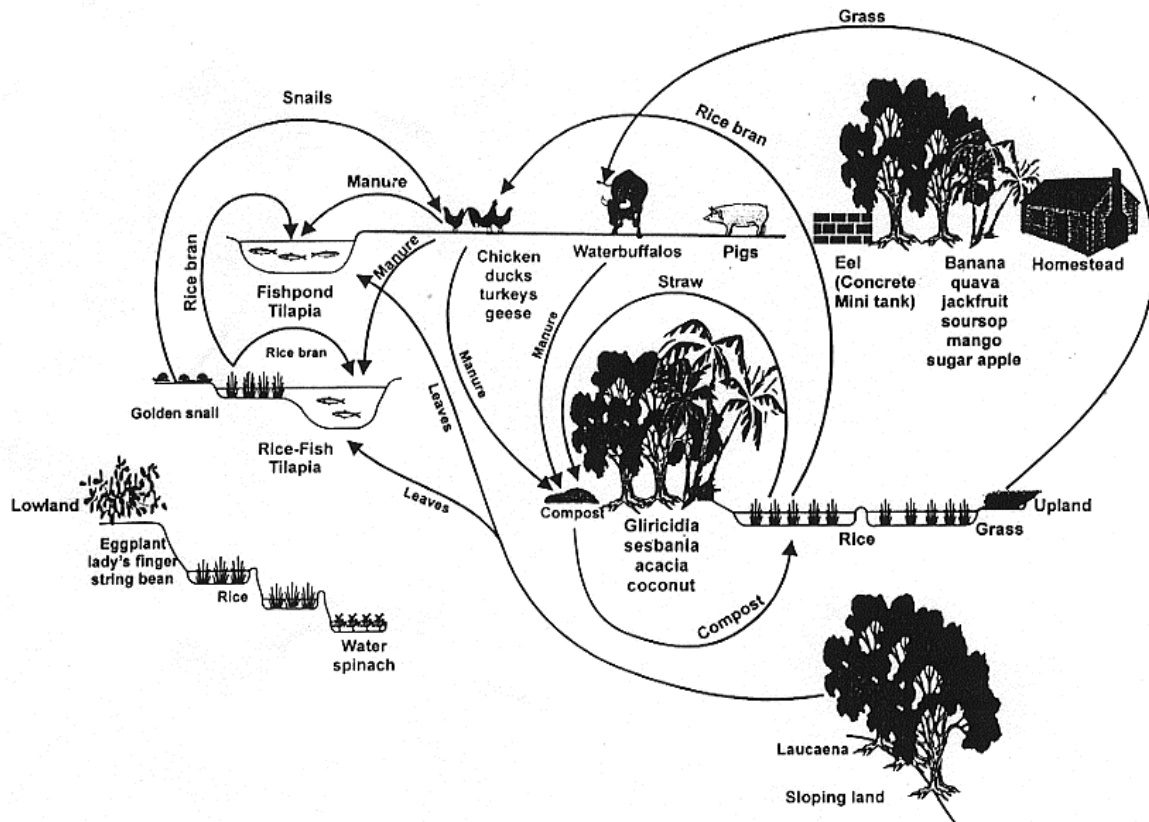 Grass
Snails
Rice bran
Manure
Rice bran
Manure
Chicken
ducks
turkeys
geese
Waterbuffalos
Pigs
Eel
(Concrete
Mini tank)
Banana
quava
jackfruit
soursop
mango
sugar apple
Homestead
Fishpond
Tilapia
Straw
Rice bran
Manure
Manure
Leaves
Golden snail
Rice-Fish
Tilapia
Leaves
Lowland
Compost
Upland
Rice
Grass
Gliricidia
sesbania
acacia
coconut
Eggplant
lady's finger
string bean
Rice
Water
spinach
Compost
Laucaena
Sloping land